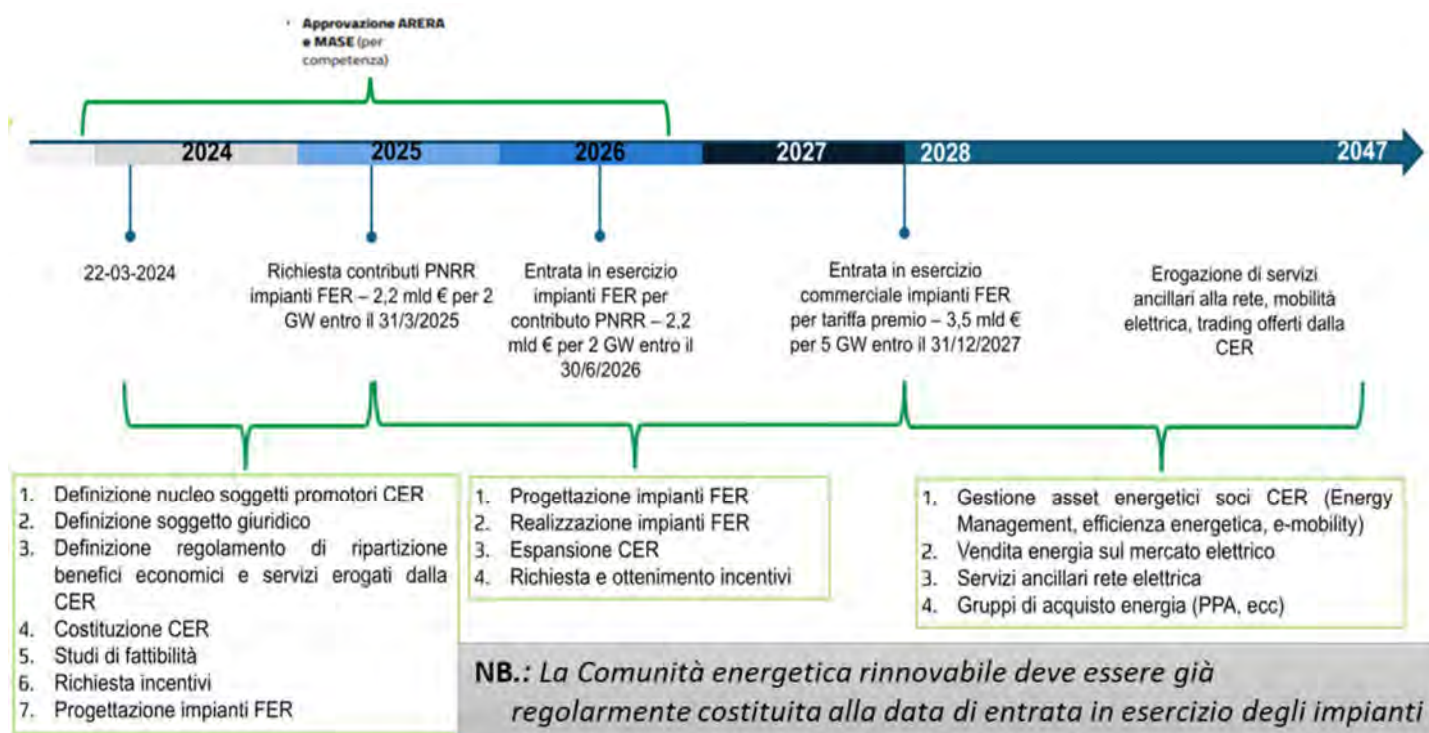 · Approvazione ARERA
e MASE (per
competenza)
2024
2025
2026
2027
2028
2047
22-03-2024
Richiesta contributi PNRR
impianti FER – 2,2 mld € per 2
GW entro il 31/3/2025
Entrata in esercizio
impianti FER per
contributo PNRR – 2,2
mld € per 2 GW entro il
30/6/2026
Entrata in esercizio
commerciale impianti FER
per tariffa premio – 3,5 mld €
per 5 GW entro il 31/12/2027
Erogazione di servizi
ancillari alla rete, mobilità
elettrica, trading offerti dalla
CER
1. Definizione nucleo soggetti promotori CER
2. Definizione soggetto giuridico
3. Definizione regolamento di ripartizione
benefici economici e servizi erogati dalla
CER
4. Costituzione CER
5. Studi di fattibilità
6. Richiesta incentivi
7. Progettazione impianti FER
1. Progettazione impianti FER
2. Realizzazione impianti FER
3. Espansione CER
4. Richiesta e ottenimento incentivi
1. Gestione asset energetici soci CER (Energy
Management, efficienza energetica, e-mobility)
2. Vendita energia sul mercato elettrico
3. Servizi ancillari rete elettrica
4. Gruppi di acquisto energia (PPA, ecc)
NB.: La Comunità energetica rinnovabile deve essere già
regolarmente costituita alla data di entrata in esercizio degli impianti